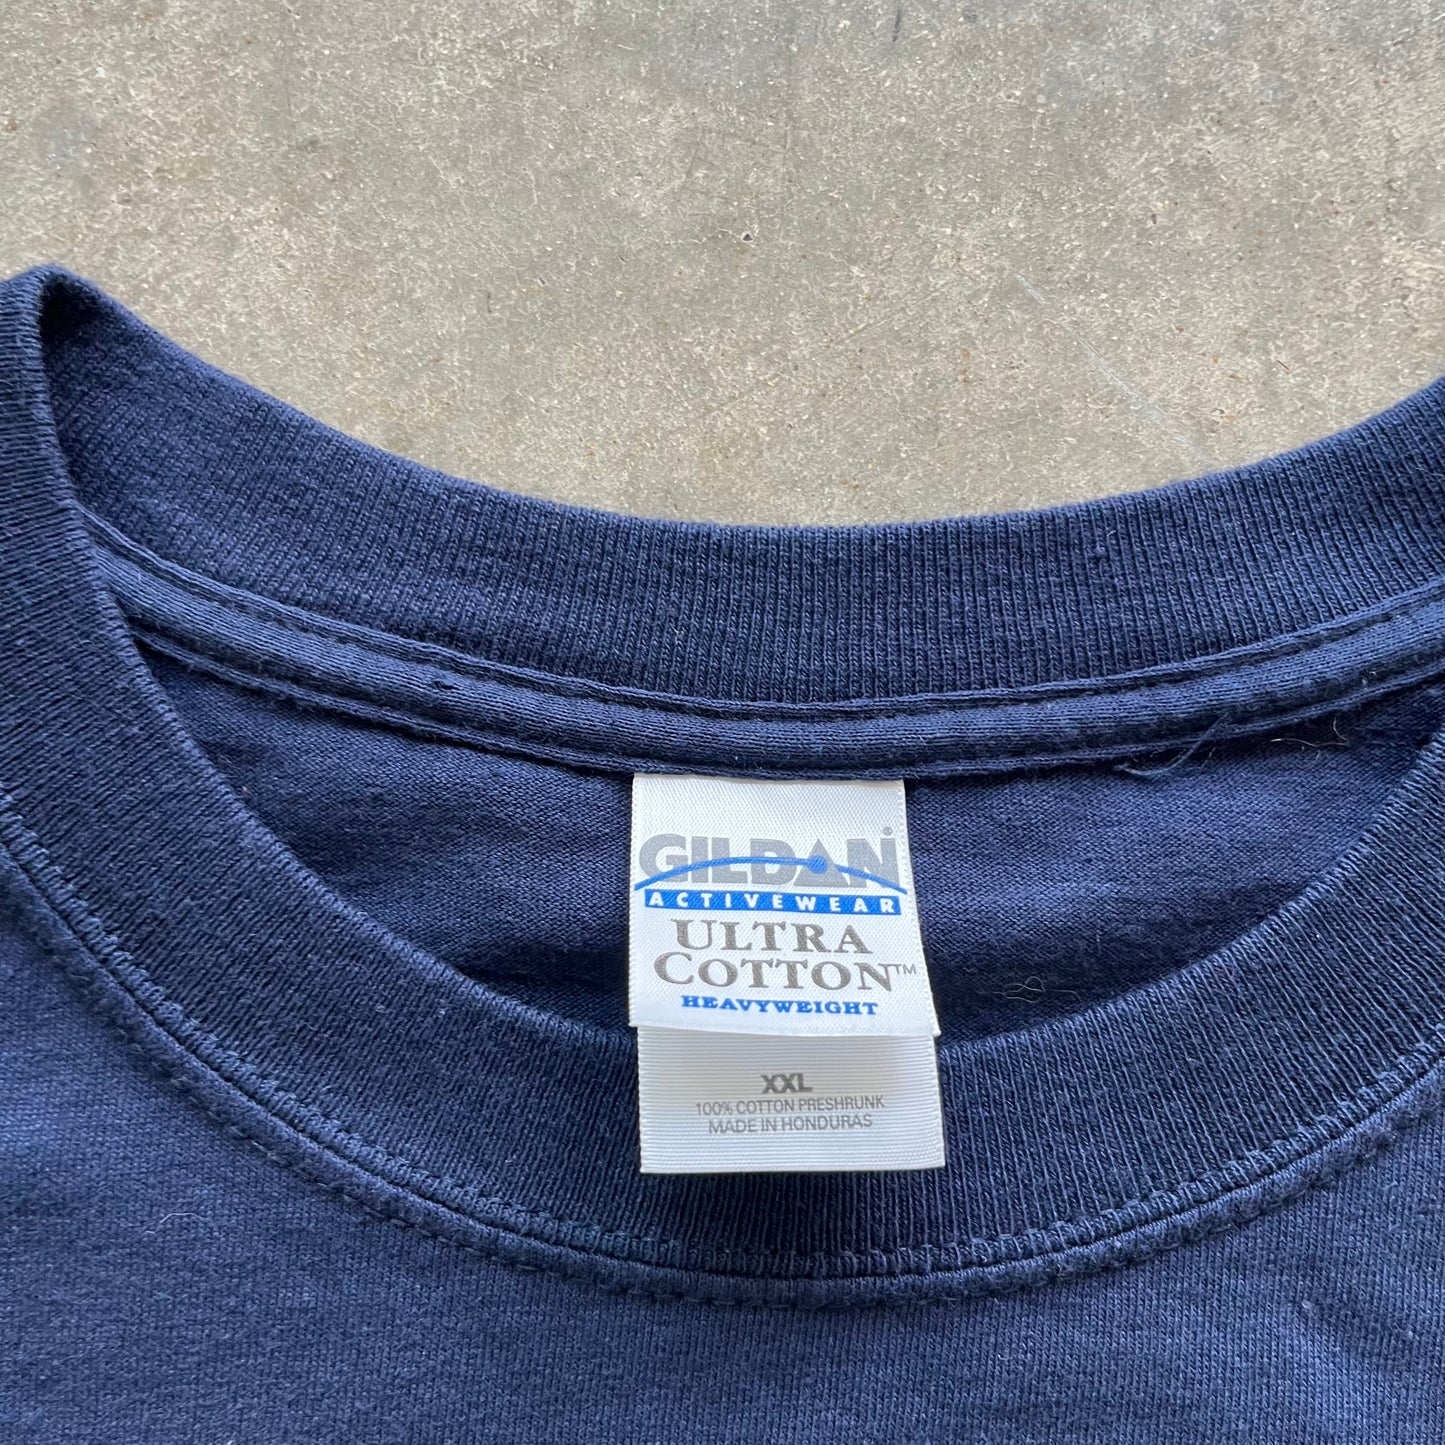 GILDAN®
ACTIVEWEAR
ULTRA
COTTON™
HEAVYWEIGHT
XXL
100% COTTON PRESHRUNK
MADE IN HONDURAS